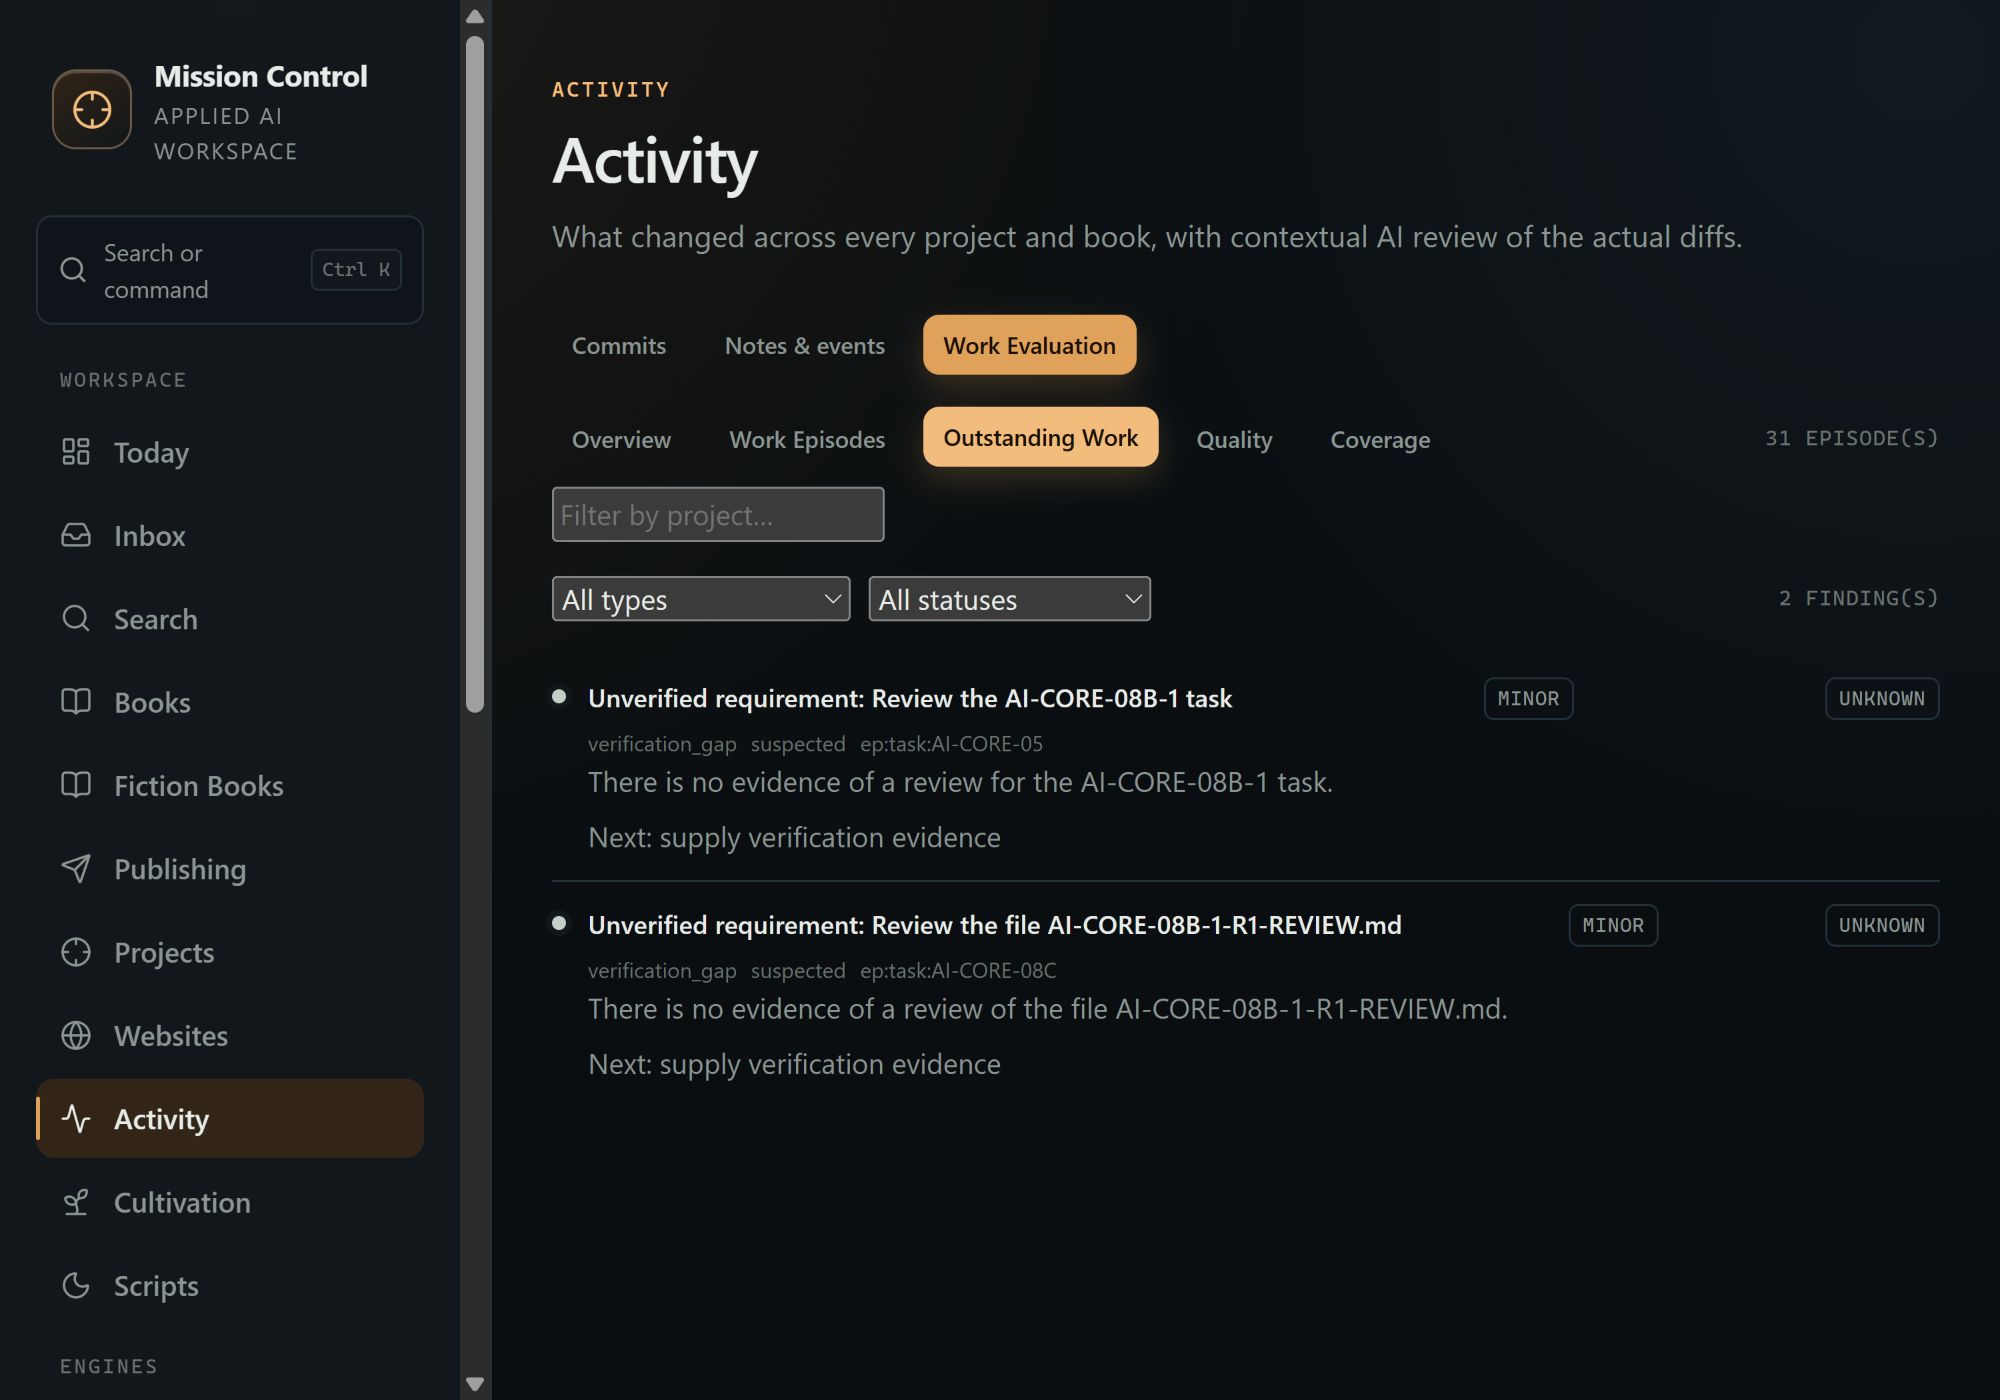 Mission Control
APPLIED AI
WORKSPACE
Search or
command
Ctrl K
WORKSPACE
Today
Inbox
Search
Books
Fiction Books
Publishing
Projects
Websites
Activity
Cultivation
Scripts
ENGINES
ACTIVITY
Activity
What changed across every project and book, with contextual AI review of the actual diffs.
Commits Notes & events Work Evaluation
Overview Work Episodes Outstanding Work Quality Coverage 31 EPISODE(S)
Filter by project...
All types All statuses 2 FINDING(S)
Unverified requirement: Review the AI-CORE-08B-1 task MINOR UNKNOWN
verification_gap suspected ep:task:AI-CORE-05
There is no evidence of a review for the AI-CORE-08B-1 task.
Next: supply verification evidence
Unverified requirement: Review the file AI-CORE-08B-1-R1-REVIEW.md MINOR UNKNOWN
verification_gap suspected ep:task:AI-CORE-08C
There is no evidence of a review of the file AI-CORE-08B-1-R1-REVIEW.md.
Next: supply verification evidence